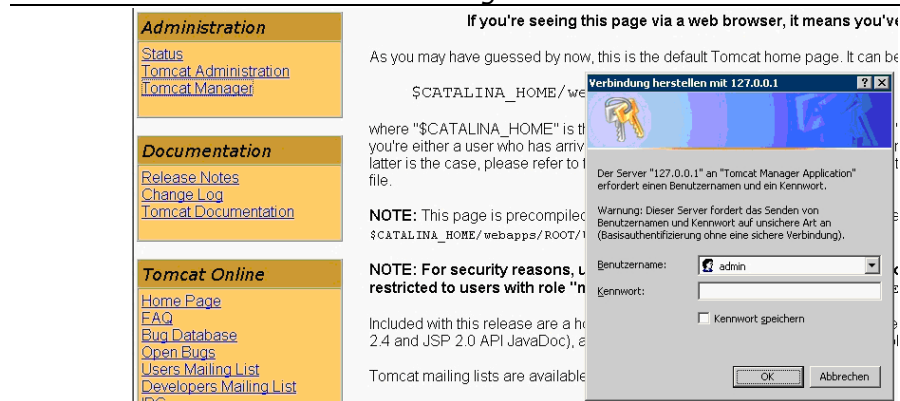 Administration
Status
Tomcat Administration
Tomcat Manager
Documentation
Release Notes
Change Log
Tomcat Documentation
Tomcat Online
Home Page
FAQ
Bug Database
Open Bugs
Users Mailing List
Developers Mailing List
IRC
If you're seeing this page via a web browser, it means you've
As you may have guessed by now, this is the default Tomcat home page. It can be
$CATALINA_HOME/we
where "$CATALINA_HOME" is th
you're either a user who has arriv
latter is the case, please refer to t
file.
NOTE: This page is precompiled
$CATALINA_HOME/webapps/ROOT/
NOTE: For security reasons, u
restricted to users with role "m
Included with this release are a ho
2.4 and JSP 2.0 API JavaDoc), a
Tomcat mailing lists are available
Verbindung herstellen mit 127.0.0.1
Der Server "127.0.0.1" an "Tomcat Manager Application"
erfordert einen Benutzernamen und ein Kennwort.
Warnung: Dieser Server fordert das Senden von
Benutzernamen und Kennwort auf unsichere Art an
(Basisauthentifizierung ohne eine sichere Verbindung).
Benutzername:
admin
Kennwort:
Kennwort speichern
OK
Abbrechen